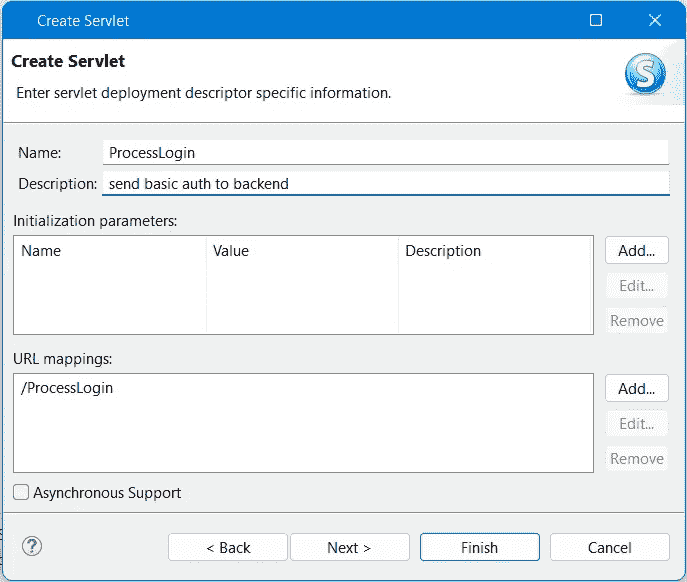 Create Servlet
Create Servlet
Enter servlet deployment descriptor specific information.
S
Name: ProcessLogin
Description: send basic auth to backend
Initialization parameters:
Name Value Description
Add...
Edit...
Remove
URL mappings:
/ProcessLogin
Add...
Edit...
Remove
Asynchronous Support
? < Back Next > Finish Cancel